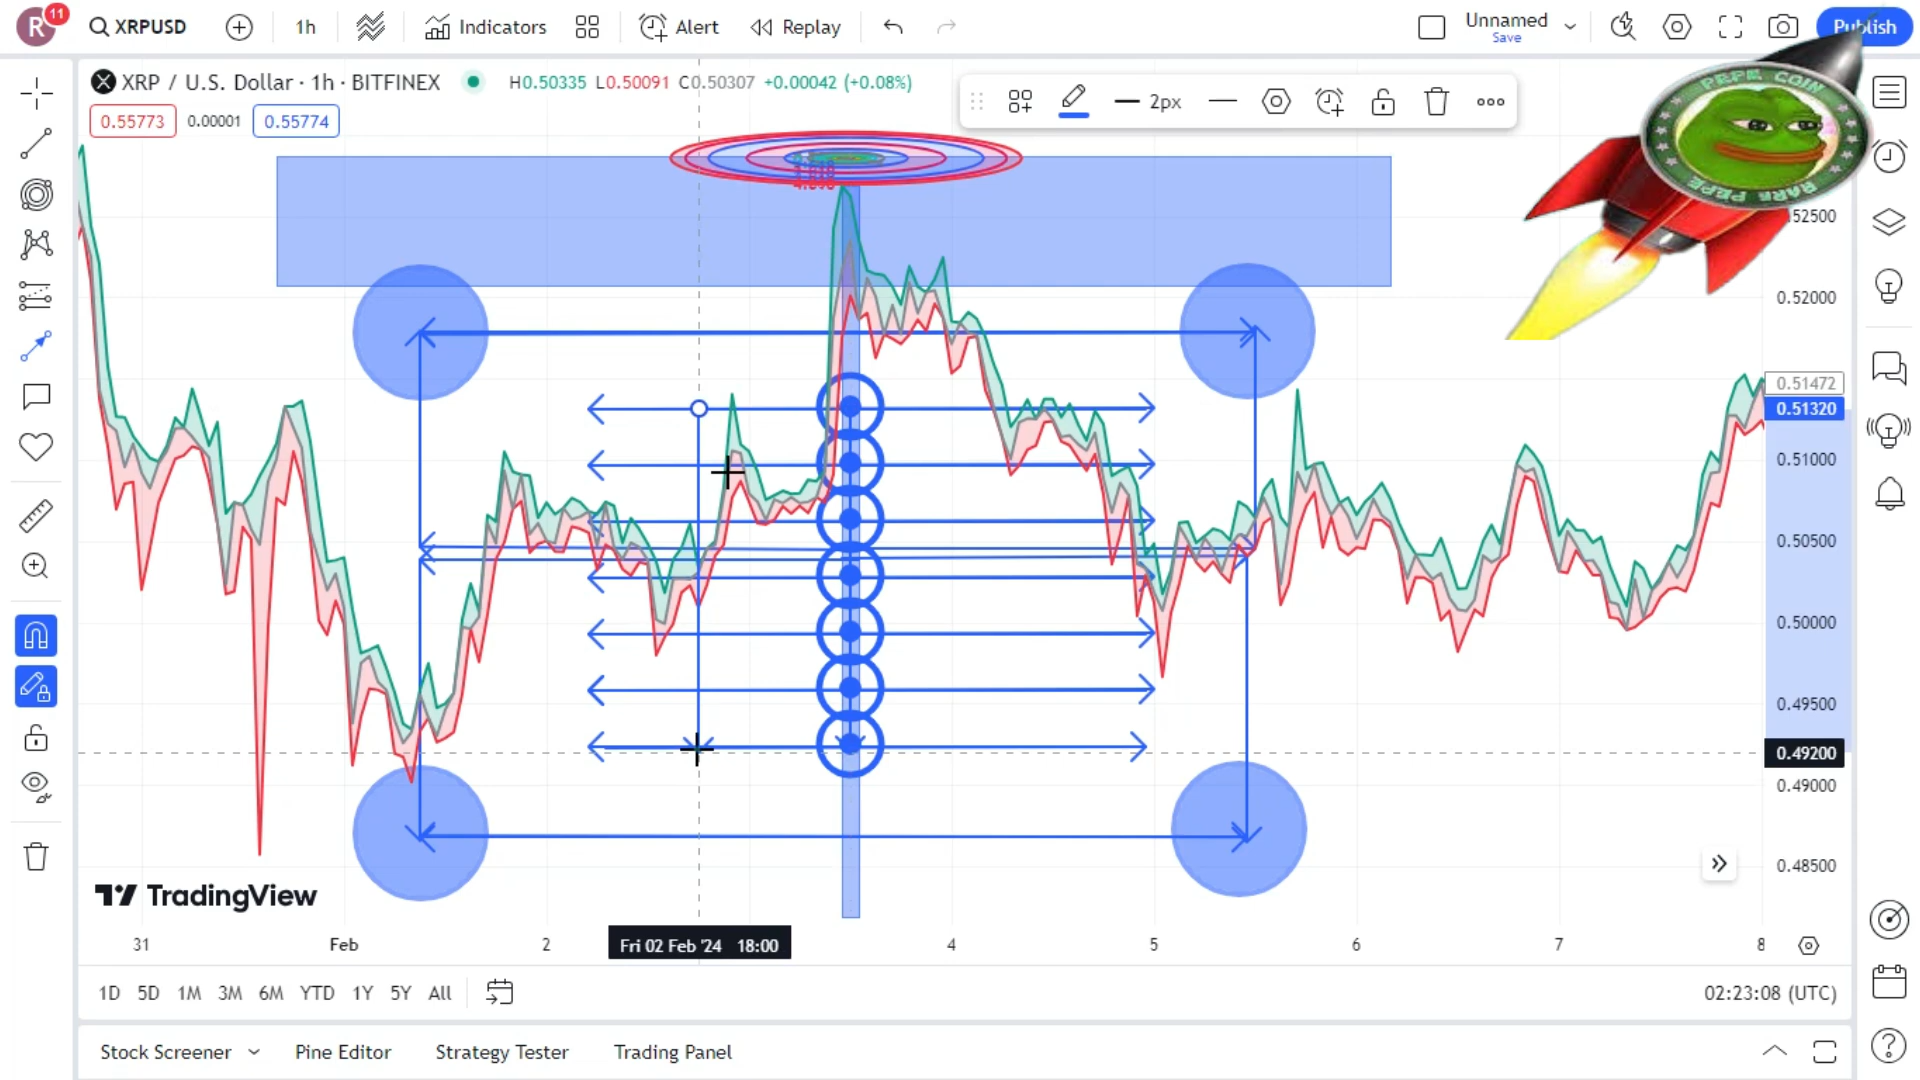 R 11 XRPUSD 1h Indicators Alert Replay Unnamed Save Publish
XRP / U.S. Dollar · 1h · BITFINEX H0.50335 L0.50091 C0.50307 +0.00042 (+0.08%)
2px
0.55773 0.00001 0.55774
PEPE COIN
RARE PEPE
52500
0.52000
0.51472
0.51320
0.51000
0.50500
0.50000
0.49500
0.49200
0.49000
0.48500
TradingView
31 Feb 2 Fri 02 Feb '24 18:00 4 5 6 7 8
1D 5D 1M 3M 6M YTD 1Y 5Y All 02:23:08 (UTC)
Stock Screener Pine Editor Strategy Tester Trading Panel